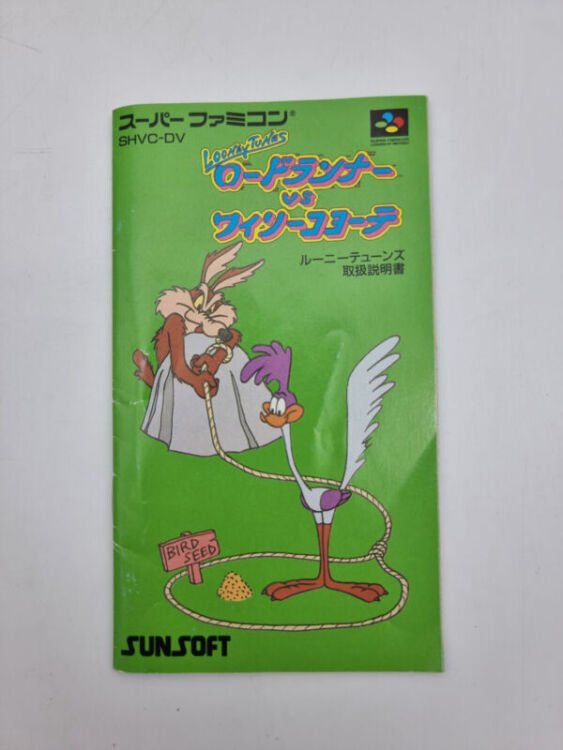 スーパー ファミコン®
SHVC-DV
SUPER FAMICOM
LOONEY TUNES
ロードランナー
VS
ワイリーコヨーテ
ルーニーテューンズ
取扱説明書
BIRD
SEED
SUNSOFT